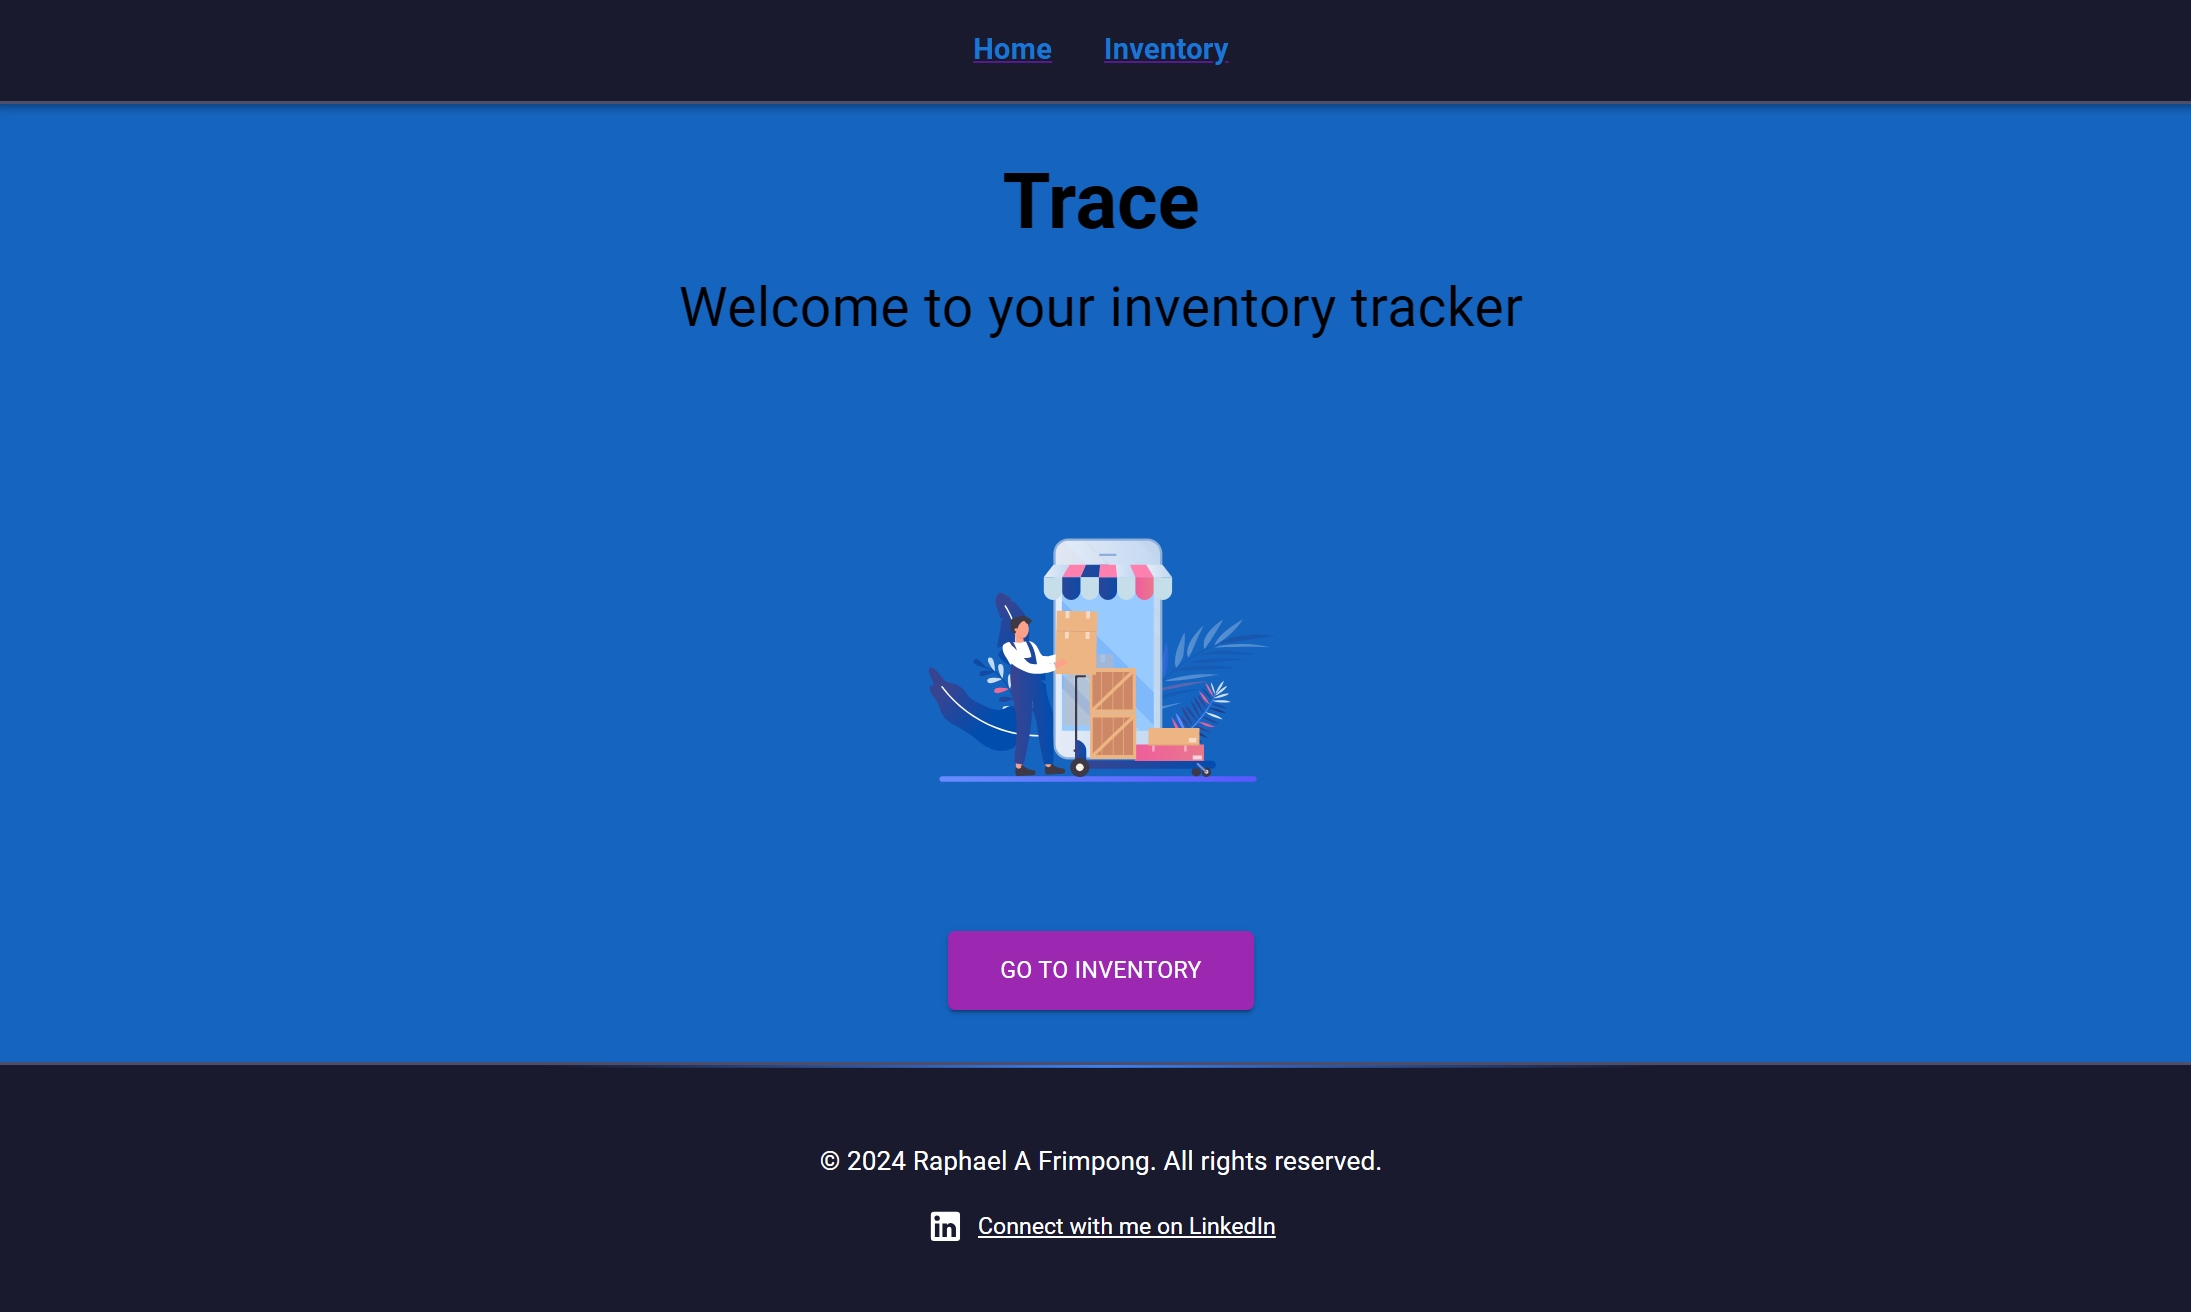 Home Inventory
Trace
Welcome to your inventory tracker
GO TO INVENTORY
© 2024 Raphael A Frimpong. All rights reserved.
in Connect with me on LinkedIn